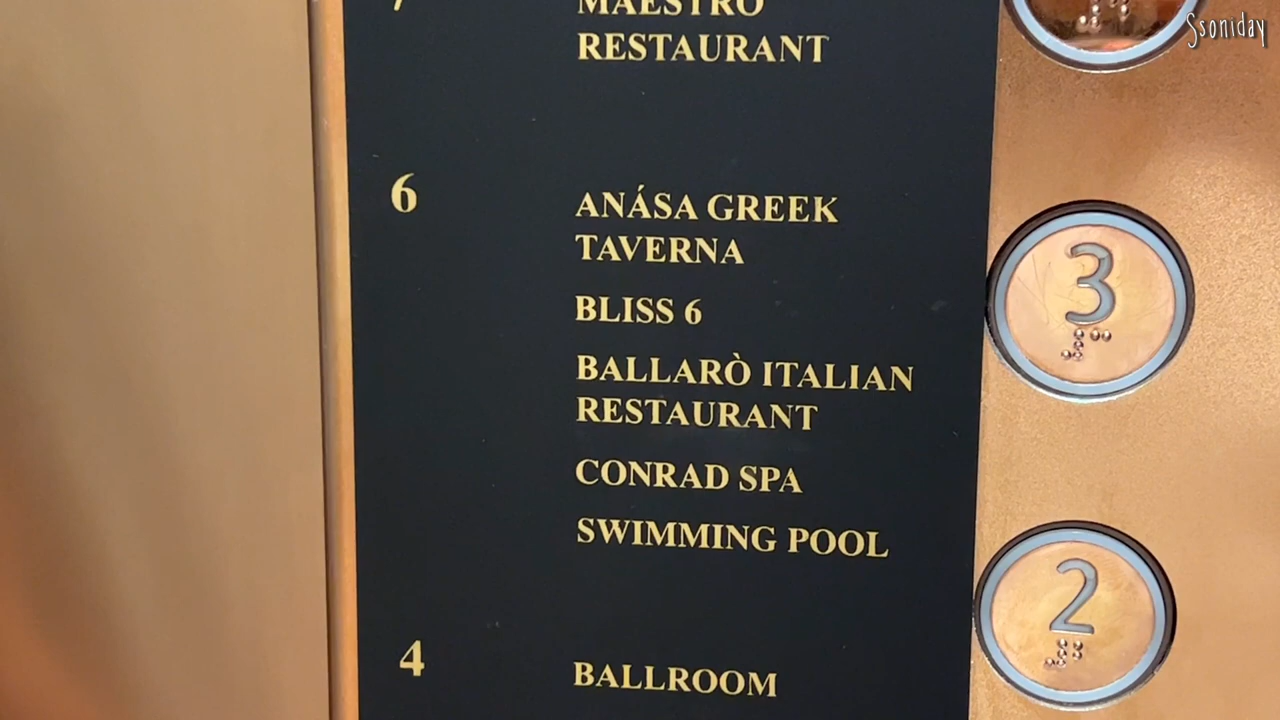 7 MAESTRO
RESTAURANT
6 ANÁSA GREEK
TAVERNA
BLISS 6
BALLARÒ ITALIAN
RESTAURANT
CONRAD SPA
SWIMMING POOL
4 BALLROOM
3
2
Ssoniday